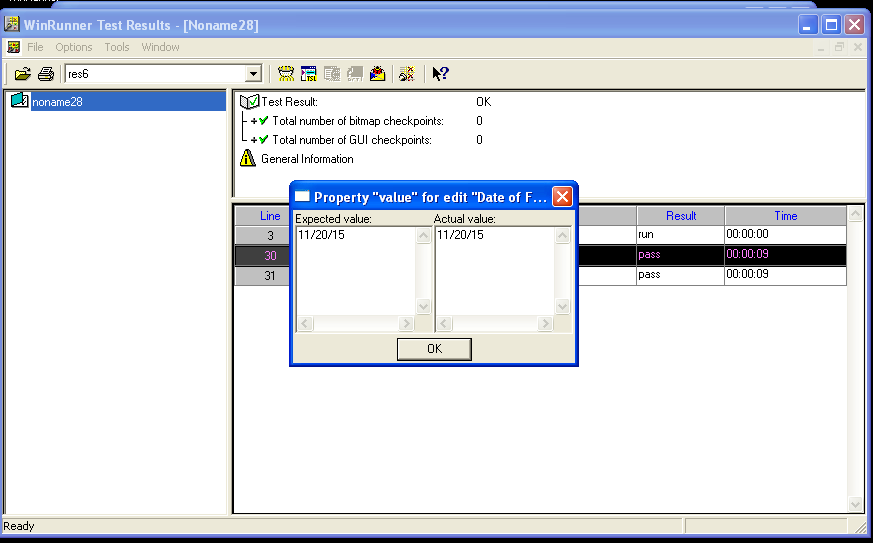 WinRunner Test Results - [Noname28]
File Options Tools Window
res6
TSL
noname28
Test Result: OK
Total number of bitmap checkpoints: 0
Total number of GUI checkpoints: 0
General Information
Property "value" for edit "Date of F...
Expected value: Actual value:
11/20/15 11/20/15
OK
Line Result Time
3 run 00:00:00
30 pass 00:00:09
31 pass 00:00:09
Ready